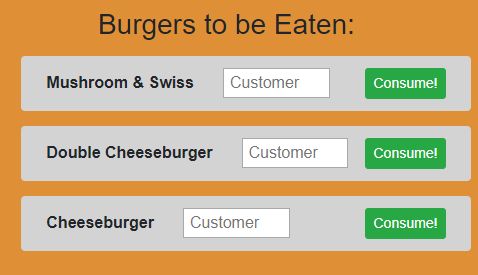 Burgers to be Eaten:
Mushroom & Swiss Customer Consume!
Double Cheeseburger Customer Consume!
Cheeseburger Customer Consume!